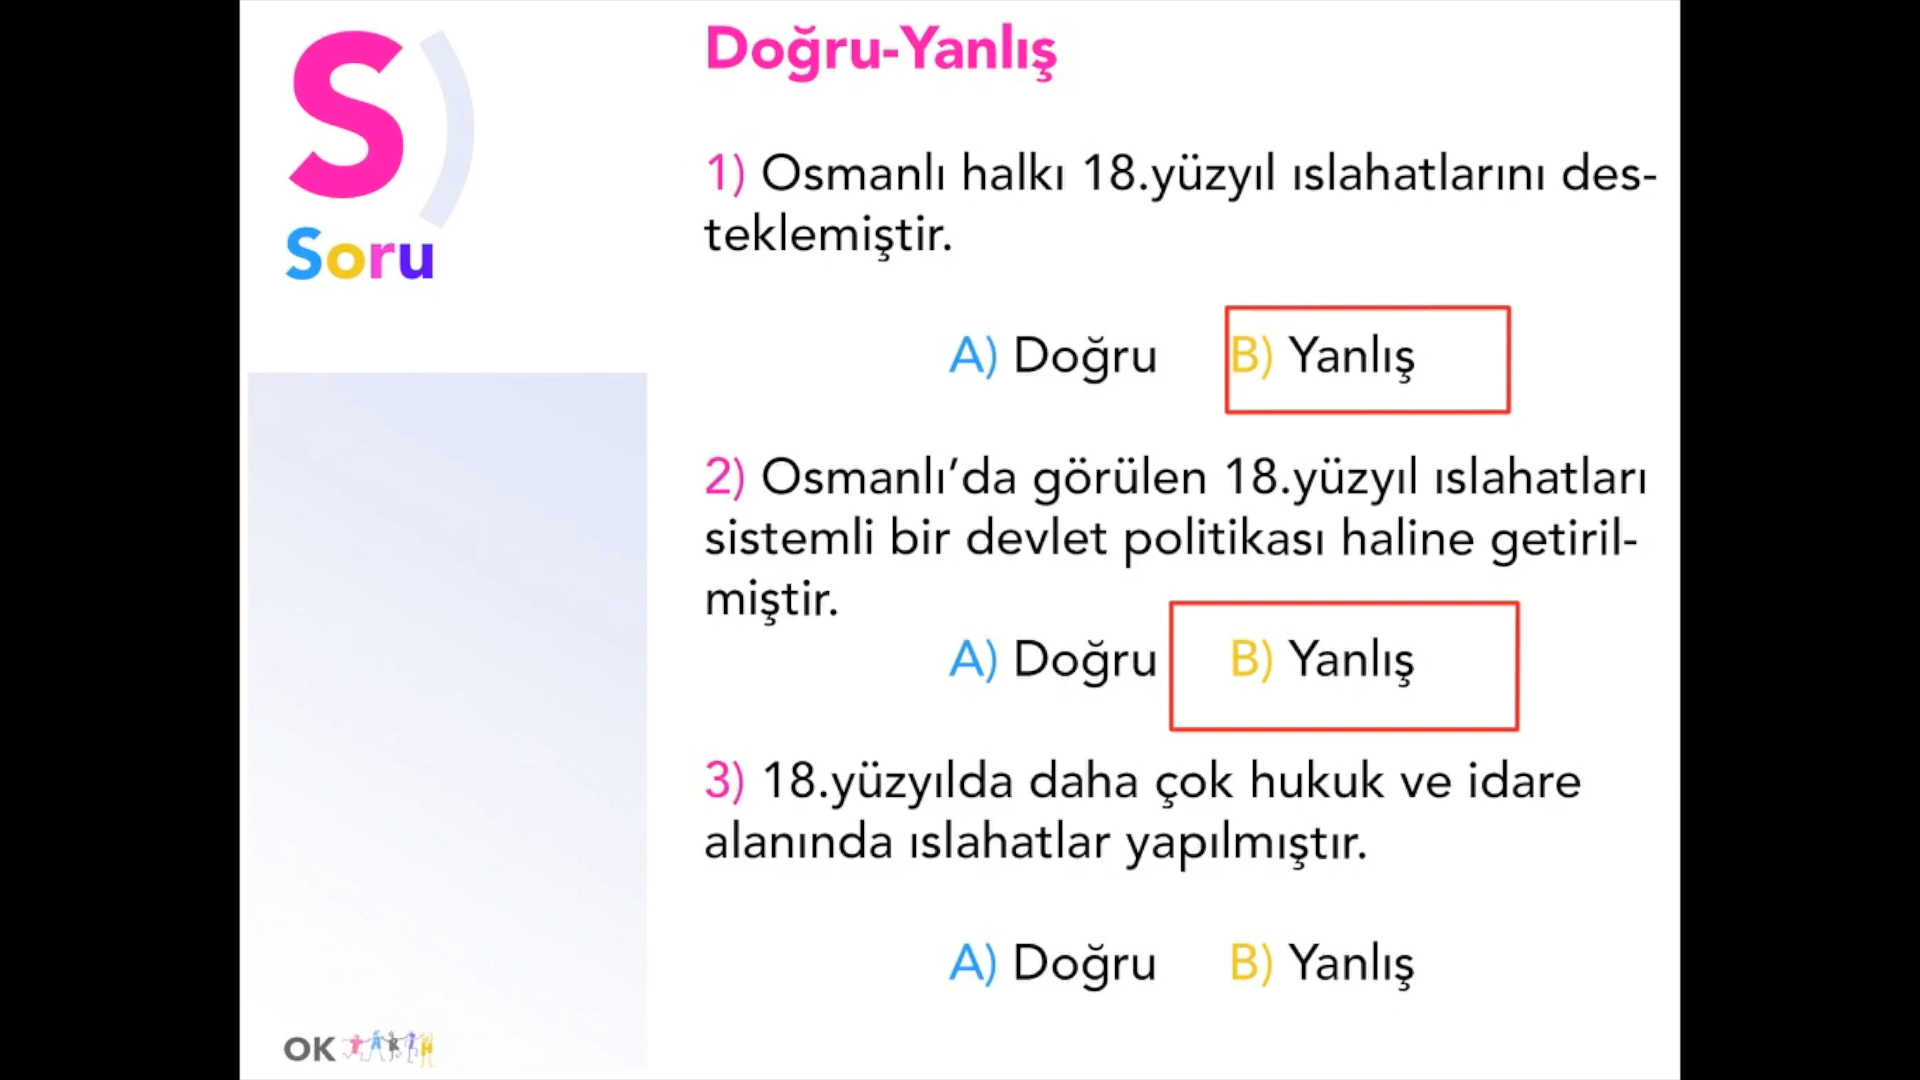 S)
Soru
Doğru-Yanlış
1) Osmanlı halkı 18.yüzyıl ıslahatlarını des-
teklemiştir.
A) Doğru B) Yanlış
2) Osmanlı’da görülen 18.yüzyıl ıslahatları
sistemli bir devlet politikası haline getiril-
miştir.
A) Doğru B) Yanlış
3) 18.yüzyılda daha çok hukuk ve idare
alanında ıslahatlar yapılmıştır.
A) Doğru B) Yanlış
OK TARİH